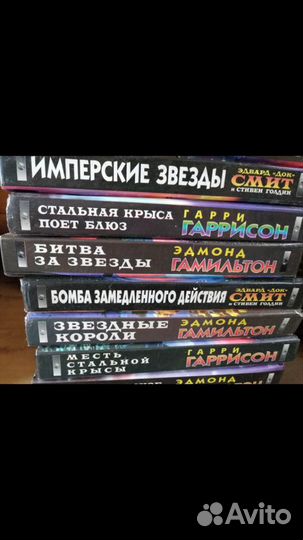 ИМПЕРСКИЕ ЗВЕЗДЫ
ЭДВАРД «ДОК»
СМИТ
И СТИВЕН ГОЛДИН
СТАЛЬНАЯ КРЫСА
ПОЕТ БЛЮЗ
ГАРРИ
ГАРРИСОН
БИТВА
ЗА ЗВЕЗДЫ
ЭДМОНД
ГАМИЛЬТОН
БОМБА ЗАМЕДЛЕННОГО ДЕЙСТВИЯ
ЭДВАРД «ДОК»
СМИТ
И СТИВЕН ГОЛДИН
ЗВЕЗДНЫЕ
КОРОЛИ
ЭДМОНД
ГАМИЛЬТОН
МЕСТЬ
СТАЛЬНОЙ
КРЫСЫ
ГАРРИ
ГАРРИСОН
ЭДМОНД
Avito